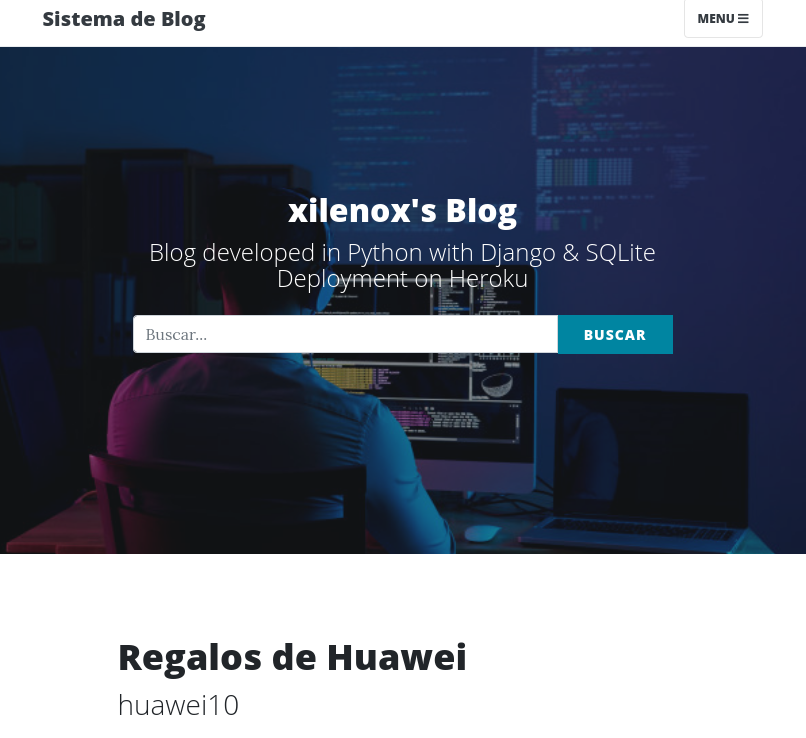 Sistema de Blog
MENU
xilenox's Blog
Blog developed in Python with Django & SQLite
Deployment on Heroku
Buscar...
BUSCAR
Regalos de Huawei
huawei10